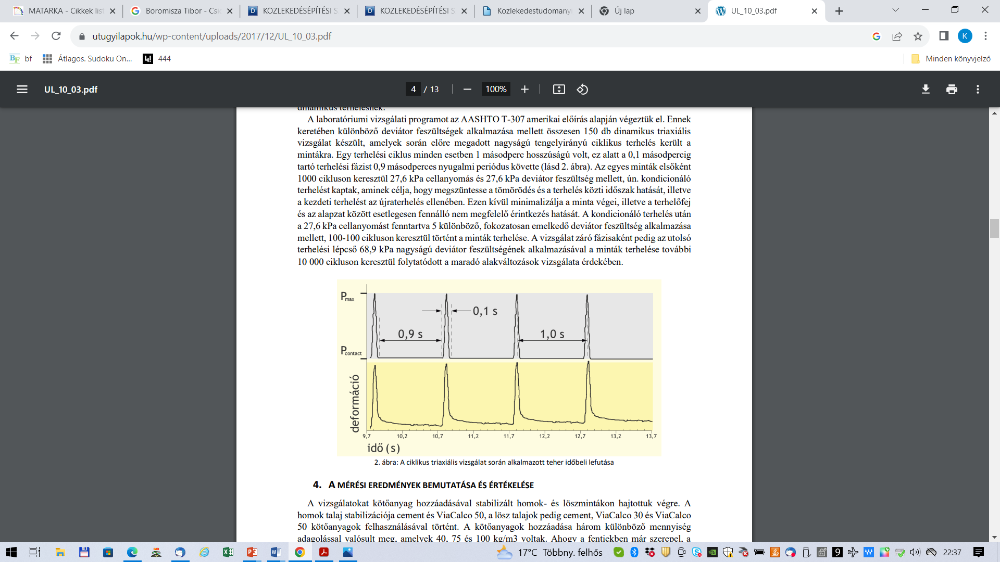 MATARKA - Cikkek list
Boromisza Tibor - Csic
KÖZLEKEDÉSÉPÍTÉSI S
KÖZLEKEDÉSÉPÍTÉSI S
Kozlekedestudomanyi
Új lap
UL_10_03.pdf
utugyilapok.hu/wp-content/uploads/2017/12/UL_10_03.pdf
K
bf
Átlagos. Sudoku On...
444
Minden könyvjelző
UL_10_03.pdf
4 / 13
100%
dinamikus terhelésnek.
A laboratóriumi vizsgálati programot az AASHTO T-307 amerikai előírás alapján végeztük el. Ennek
keretében különböző deviátor feszültségek alkalmazása mellett összesen 150 db dinamikus triaxiális
vizsgálat készült, amelyek során előre megadott nagyságú tengelyirányú ciklikus terhelés került a
mintákra. Egy terhelési ciklus minden esetben 1 másodperc hosszúságú volt, ez alatt a 0,1 másodpercig
tartó terhelési fázist 0,9 másodperces nyugalmi periódus követte (lásd 2. ábra). Az egyes minták elsőként
1000 cikluson keresztül 27,6 kPa cellanyomás és 27,6 kPa deviátor feszültség mellett, ún. kondicionáló
terhelést kaptak, aminek célja, hogy megszüntesse a tömörödés és a terhelés közti időszak hatását, illetve
a kezdeti terhelést az újraterhelés ellenében. Ezen kívül minimalizálja a minta végei, illetve a terhelőfej
és az alapzat között esetlegesen fennálló nem megfelelő érintkezés hatását. A kondicionáló terhelés után
a 27,6 kPa cellanyomást fenntartva 5 különböző, fokozatosan emelkedő deviátor feszültség alkalmazása
mellett, 100-100 cikluson keresztül történt a minták terhelése. A vizsgálat záró fázisaként pedig az utolsó
terhelési lépcső 68,9 kPa nagyságú deviátor feszültségének alkalmazásával a minták terhelése további
10 000 cikluson keresztül folytatódott a maradó alakváltozások vizsgálata érdekében.
Pmax
0,1 s
0,9 s
1,0 s
Pcontact
deformáció
9,7 10,2 10,7 11,2 11,7 12,2 12,7 13,2 13,7
idő (s)
2. ábra: A ciklikus triaxiális vizsgálat során alkalmazott teher időbeli lefutása
4. A MÉRÉSI EREDMÉNYEK BEMUTATÁSA ÉS ÉRTÉKELÉSE
A vizsgálatokat kötőanyag hozzáadásával stabilizált homok- és löszmintákon hajtottuk végre. A
homok talaj stabilizációja cement és ViaCalco 50, a lösz talajok pedig cement, ViaCalco 30 és ViaCalco
50 kötőanyagok felhasználásával történt. A kötőanyagok hozzáadása három különböző mennyiség
adagolással valósult meg, amelyek 40, 75 és 100 kg/m3 voltak. Ahogy a fentiekben már szerepel, a
17°C Többny. felhős
9
22:37